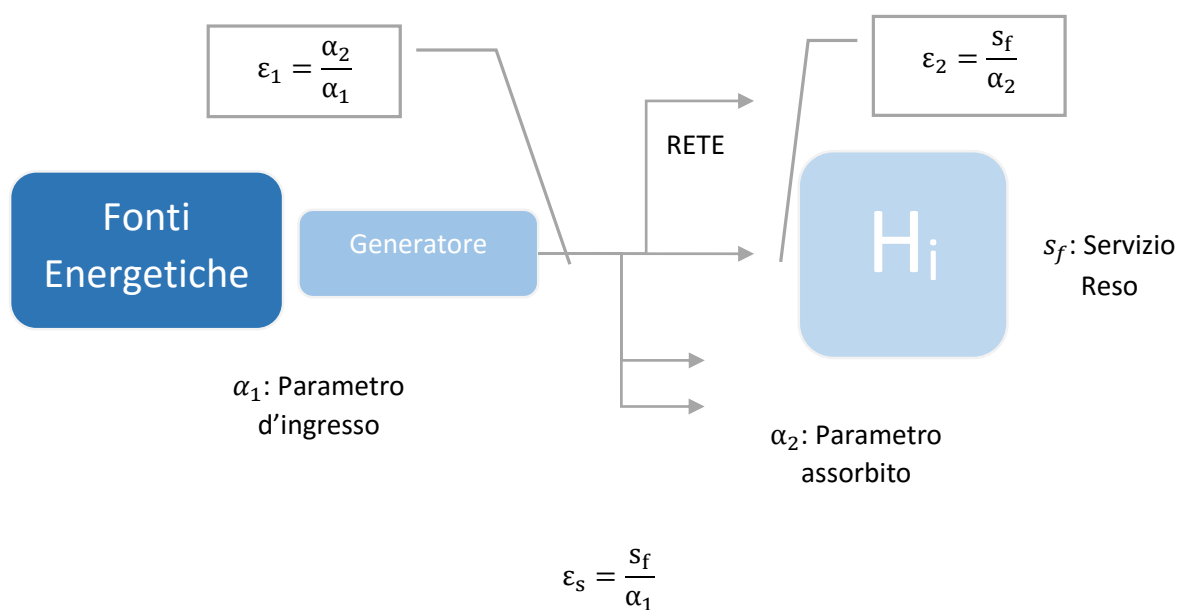 ε₁ = α₂/α₁
ε₂ = s_f/α₂
RETE
Fonti
Energetiche
Generatore
Hᵢ
s_f: Servizio
Reso
α₁: Parametro
d'ingresso
α₂: Parametro
assorbito
εₛ = s_f/α₁